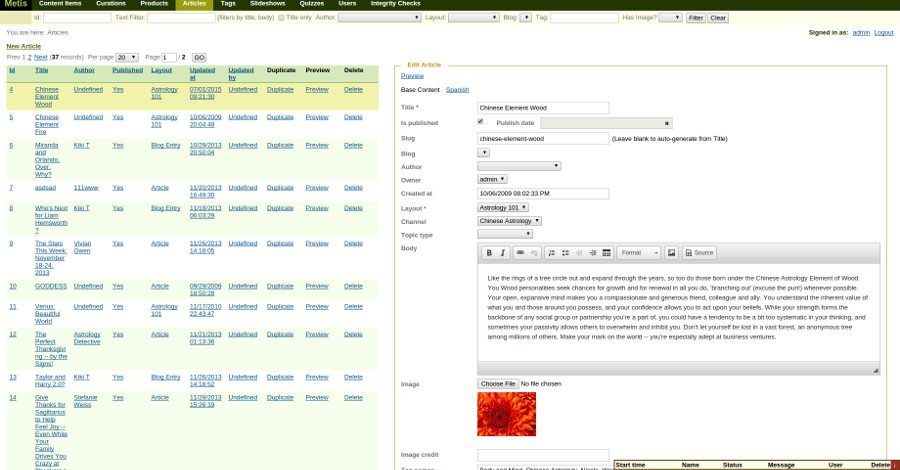 Metis Content Items Curations Products Articles Tags Slideshows Quizzes Users Integrity Checks
Id: Text Filter: (filters by title, body) Title only Author: Layout: Blog: Tag: Has Image? Filter Clear
You are here: Articles Signed in as: admin Logout
New Article
Prev 1 2 Next (37 records) Per page 20 Page 1 / 2 GO
Id Title Author Published Layout Updated at Updated by Duplicate Preview Delete
4 Chinese Element Wood Undefined Yes Astrology 101 07/01/2015 09:21:30 Undefined Duplicate Preview Delete
5 Chinese Element Fire Undefined Yes Astrology 101 10/06/2009 20:04:48 Undefined Duplicate Preview Delete
6 Miranda and Orlando, Over. Why? Kiki T Yes Blog Entry 10/29/2013 20:50:04 Undefined Duplicate Preview Delete
7 asdsad 111www Yes Article 11/20/2013 16:49:30 Undefined Duplicate Preview Delete
8 Who's Next for Liam Hemsworth ? Kiki T Yes Blog Entry 11/18/2013 06:03:29 Undefined Duplicate Preview Delete
9 The Stars This Week: November 18-24, 2013 Vivian Owen Yes Article 11/26/2013 14:18:05 Undefined Duplicate Preview Delete
10 GODDESS Undefined Yes Article 09/29/2009 18:50:28 Undefined Duplicate Preview Delete
11 Venus: Beautiful World Undefined Yes Astrology 101 11/17/2010 22:43:47 Undefined Duplicate Preview Delete
12 The Perfect Thanksgivi ng -- by the Signs! Astrology Detective Yes Article 11/21/2013 01:13:36 Undefined Duplicate Preview Delete
13 Taylor and Harry 2.0? Kiki T Yes Blog Entry 11/26/2013 14:18:52 Undefined Duplicate Preview Delete
14 Give Thanks for Sagittarius to Help Feel Joy -- Even While Your Family Drives You Crazy at Stefanie Weiss Yes Article 11/29/2013 15:26:19 Undefined Duplicate Preview Delete
Edit Article
Preview
Base Content Spanish
Title * Chinese Element Wood
Is published Publish date
Slug chinese-element-wood (Leave blank to auto-generate from Title)
Blog
Author
Owner admin
Created at 10/06/2009 08:02:33 PM
Layout * Astrology 101
Channel Chinese Astrology
Topic type
Body
B I Format Source
Like the rings of a tree circle out and expand through the years, so too do those born under the Chinese Astrology Element of Wood.
You Wood personalities seek chances for growth and for renewal in all you do, 'branching out' (excuse the pun!) whenever possible.
Your open, expansive mind makes you a compassionate and generous friend, colleague and ally. You understand the inherent value of
what you and those around you possess, and your confidence allows you to act upon your beliefs. While your strength forms the
backbone of any social group or partnership you're a part of, you could have a tendency to be a bit too systematic in your thinking, and
sometimes your passivity allows others to overwhelm and inhibit you. Don't let yourself be lost in a vast forest, an anonymous tree
among millions of others. Make your mark on the world -- you're especially adept at business ventures.
Image Choose File No file chosen
Image credit
Start time Name Status Message User Delete